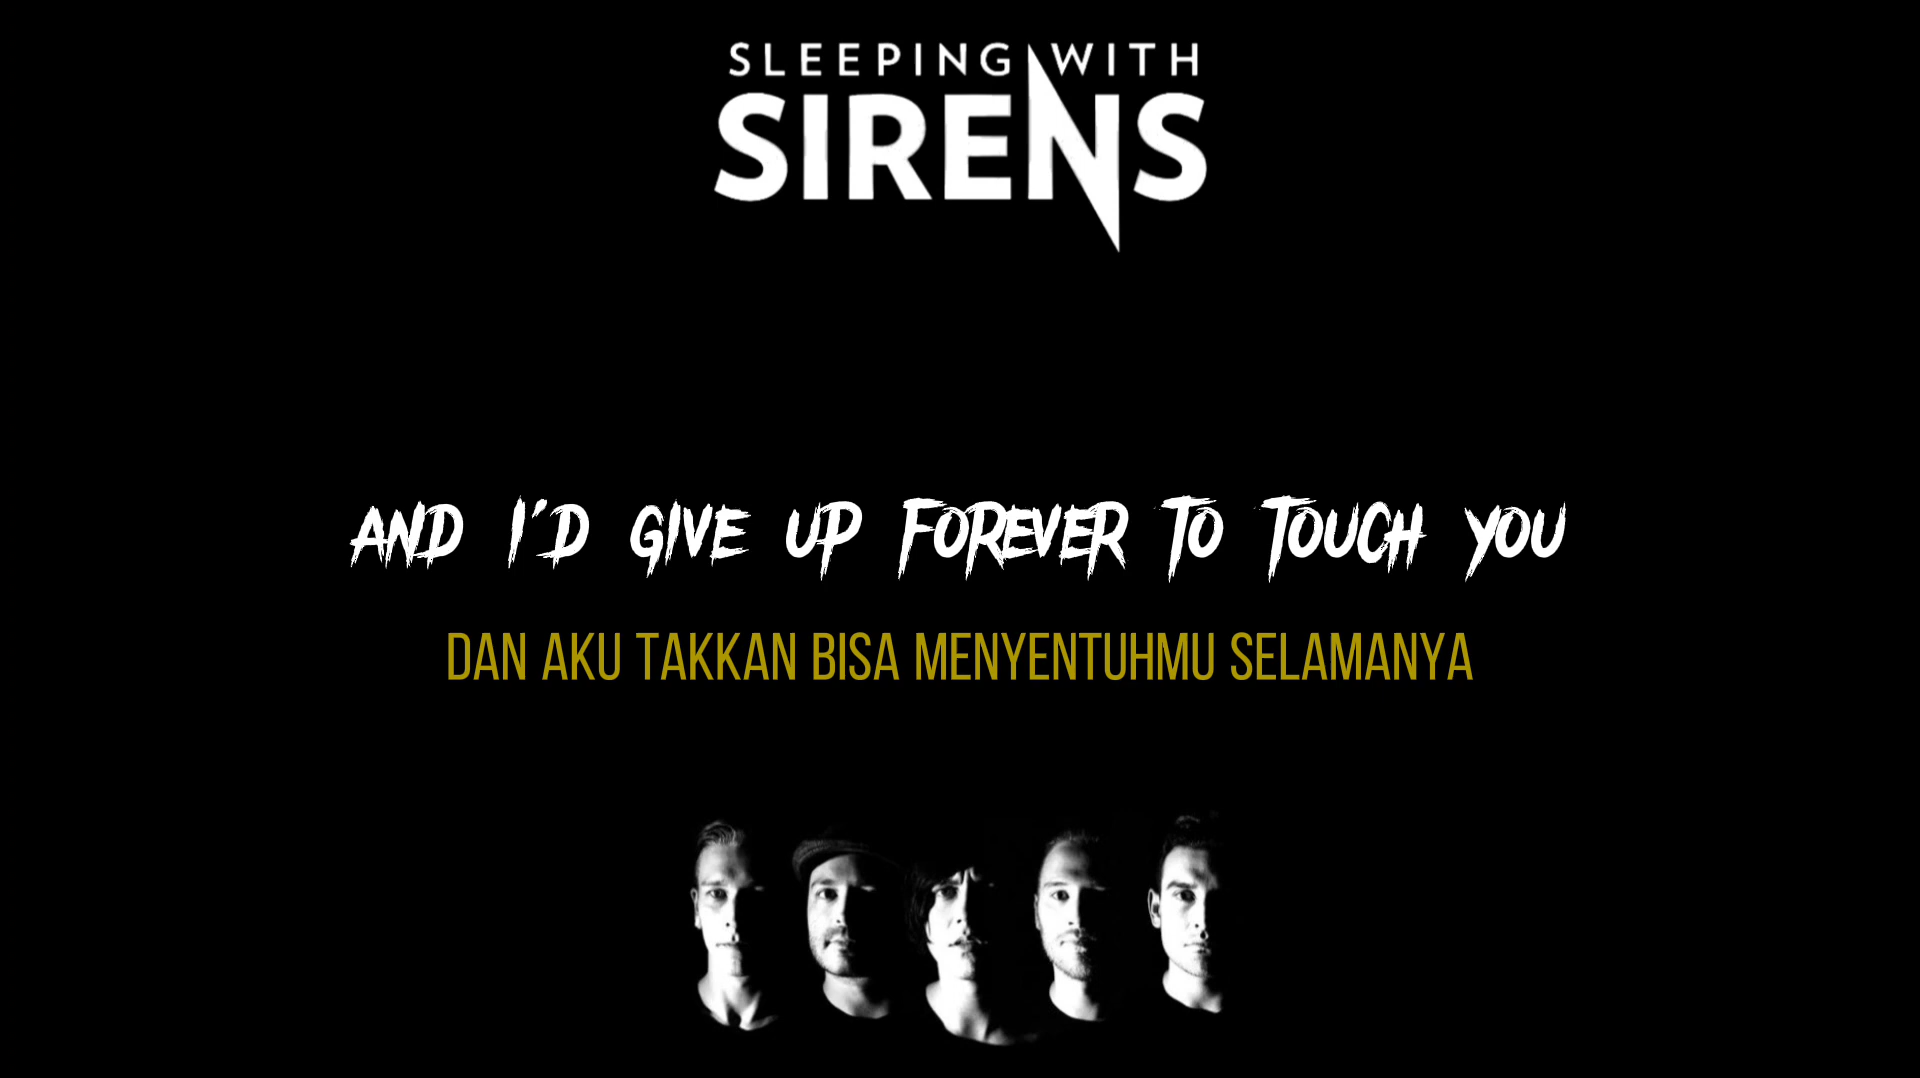 SLEEPING WITH
SIRENS
AND I'D GIVE UP FOREVER TO TOUCH YOU
DAN AKU TAKKAN BISA MENYENTUHMU SELAMANYA